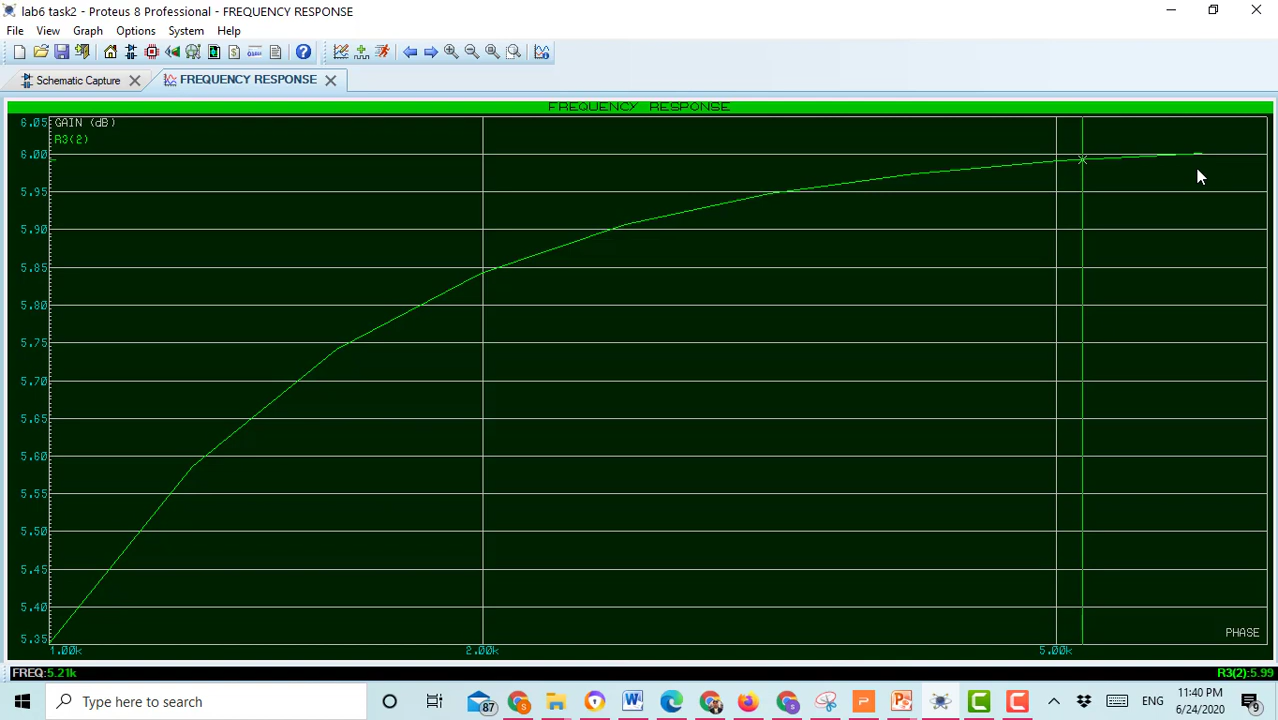 lab6 task2 - Proteus 8 Professional - FREQUENCY RESPONSE
File View Graph Options System Help
Schematic Capture
FREQUENCY RESPONSE
FREQUENCY RESPONSE
6.05 GAIN (dB)
R3(2)
6.00
5.95
5.90
5.85
5.80
5.75
5.70
5.65
5.60
5.55
5.50
5.45
5.40
5.35
PHASE
1.00k 2.00k 5.00k
FREQ:5.21k R3(2):5.99
Type here to search
87
ENG
11:40 PM
6/24/2020
9